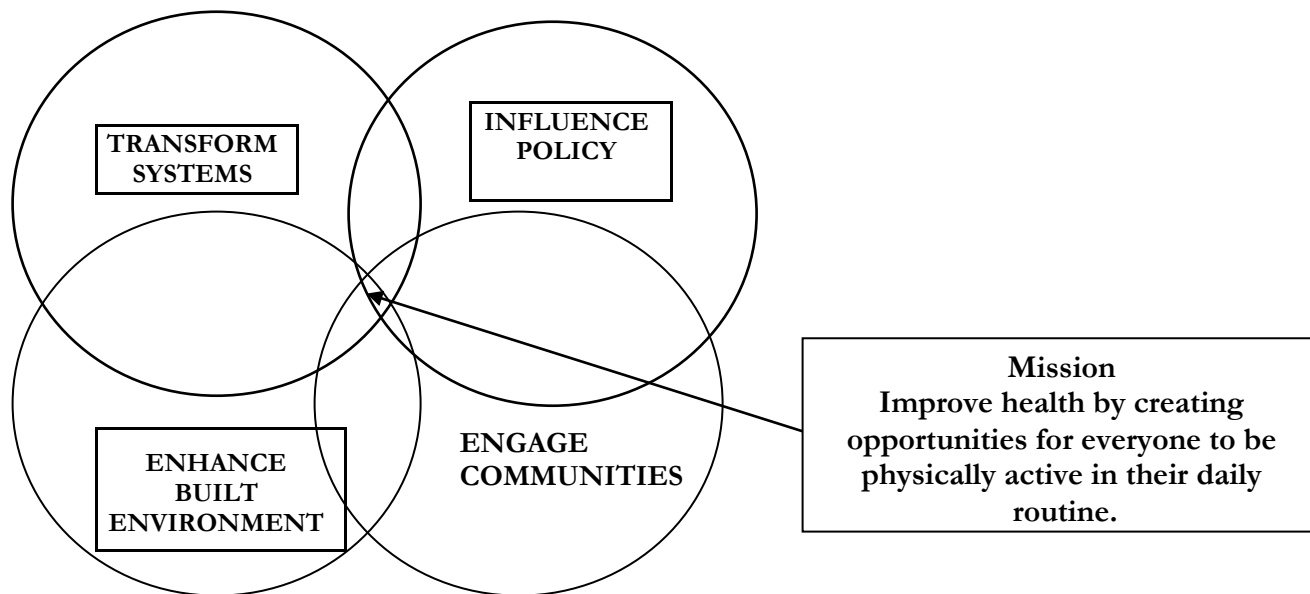 TRANSFORM
SYSTEMS
INFLUENCE
POLICY
ENHANCE
BUILT
ENVIRONMENT
ENGAGE
COMMUNITIES
Mission
Improve health by creating
opportunities for everyone to be
physically active in their daily
routine.